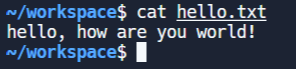 ~/workspace$ cat hello.txt
hello, how are you world!
~/workspace$